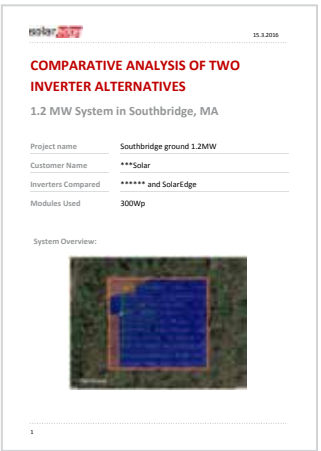 solaredge
15.3.2016
COMPARATIVE ANALYSIS OF TWO
INVERTER ALTERNATIVES
1.2 MW System in Southbridge, MA
Project name Southbridge ground 1.2MW
Customer Name ***Solar
Inverters Compared ****** and SolarEdge
Modules Used 300Wp
System Overview:
1